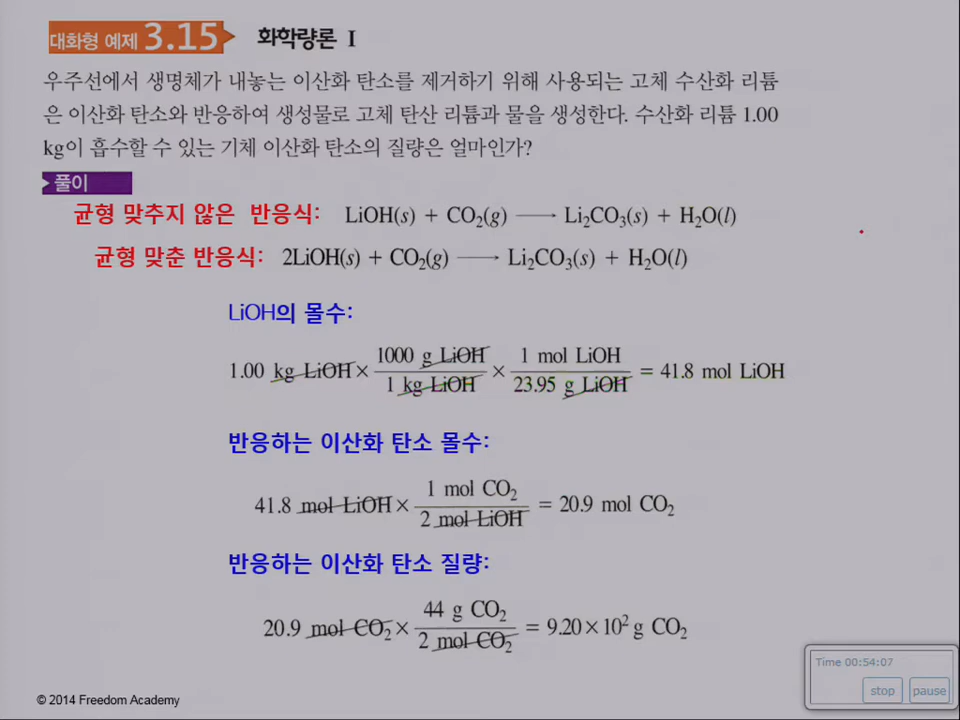 대화형 예제 3.15 화학량론 I
우주선에서 생명체가 내놓는 이산화 탄소를 제거하기 위해 사용되는 고체 수산화 리튬
은 이산화 탄소와 반응하여 생성물로 고체 탄산 리튬과 물을 생성한다. 수산화 리튬 1.00
kg이 흡수할 수 있는 기체 이산화 탄소의 질량은 얼마인가?
풀이
균형 맞추지 않은 반응식: LiOH(s) + CO₂(g) ⟶ Li₂CO₃(s) + H₂O(l)
균형 맞춘 반응식: 2LiOH(s) + CO₂(g) ⟶ Li₂CO₃(s) + H₂O(l)
LiOH의 몰수:
1.00 kg LiOH × 1000 g LiOH / 1 kg LiOH × 1 mol LiOH / 23.95 g LiOH = 41.8 mol LiOH
반응하는 이산화 탄소 몰수:
41.8 mol LiOH × 1 mol CO₂ / 2 mol LiOH = 20.9 mol CO₂
반응하는 이산화 탄소 질량:
20.9 mol CO₂ × 44 g CO₂ / 2 mol CO₂ = 9.20 × 10² g CO₂
Time 00:54:07
stop pause
© 2014 Freedom Academy